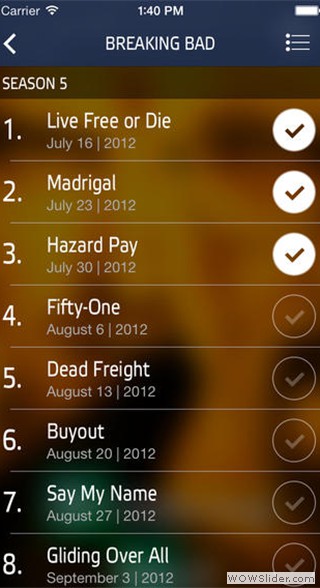 Carrier 1:40 PM
BREAKING BAD
SEASON 5
1. Live Free or Die
July 16 | 2012
2. Madrigal
July 23 | 2012
3. Hazard Pay
July 30 | 2012
4. Fifty-One
August 6 | 2012
5. Dead Freight
August 13 | 2012
6. Buyout
August 20 | 2012
7. Say My Name
August 27 | 2012
8. Gliding Over All
September 3 | 2012
WOWSlider.com